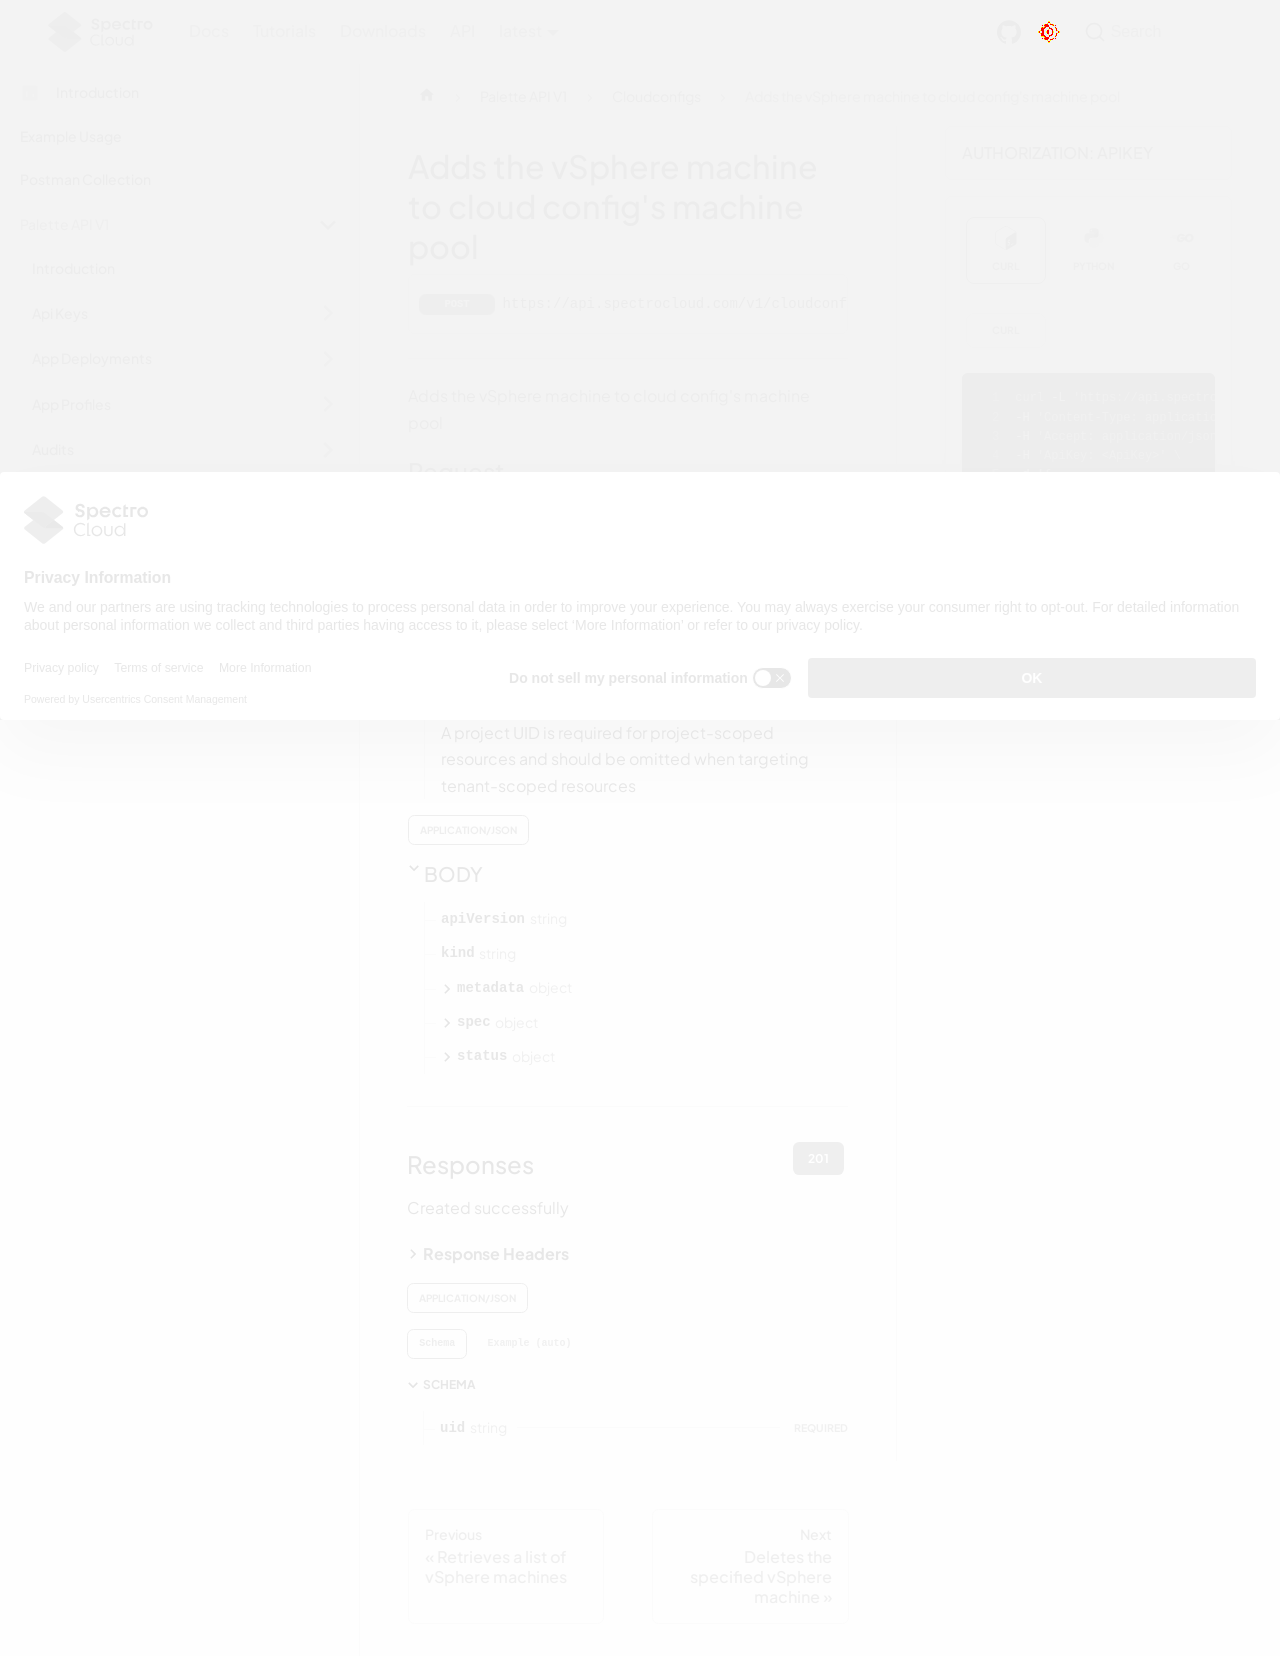 Spectro
Cloud
Docs
Tutorials
Downloads
API
latest
Search
Introduction
Example Usage
Postman Collection
Palette API V1
Introduction
Api Keys
App Deployments
App Profiles
Audits
Palette API V1
Cloudconfigs
Adds the vSphere machine to cloud config's machine pool
Adds the vSphere machine
to cloud config's machine
pool
POST
https://api.spectrocloud.com/v1/cloudconf
Adds the vSphere machine to cloud config's machine
pool
Request
AUTHORIZATION: APIKEY
CURL
PYTHON
GO
CURL
Spectro
Cloud
Privacy Information
We and our partners are using tracking technologies to process personal data in order to improve your experience. You may always exercise your consumer right to opt-out. For detailed information
about personal information we collect and third parties having access to it, please select 'More Information' or refer to our privacy policy.
Privacy policy
Terms of service
More Information
Powered by Usercentrics Consent Management
Do not sell my personal information
OK
A project UID is required for project-scoped
resources and should be omitted when targeting
tenant-scoped resources
APPLICATION/JSON
BODY
apiVersion string
kind string
metadata object
spec object
status object
Responses
201
Created successfully
Response Headers
APPLICATION/JSON
Schema
Example (auto)
SCHEMA
uid string
REQUIRED
Previous
« Retrieves a list of
vSphere machines
Next
Deletes the
specified vSphere
machine »